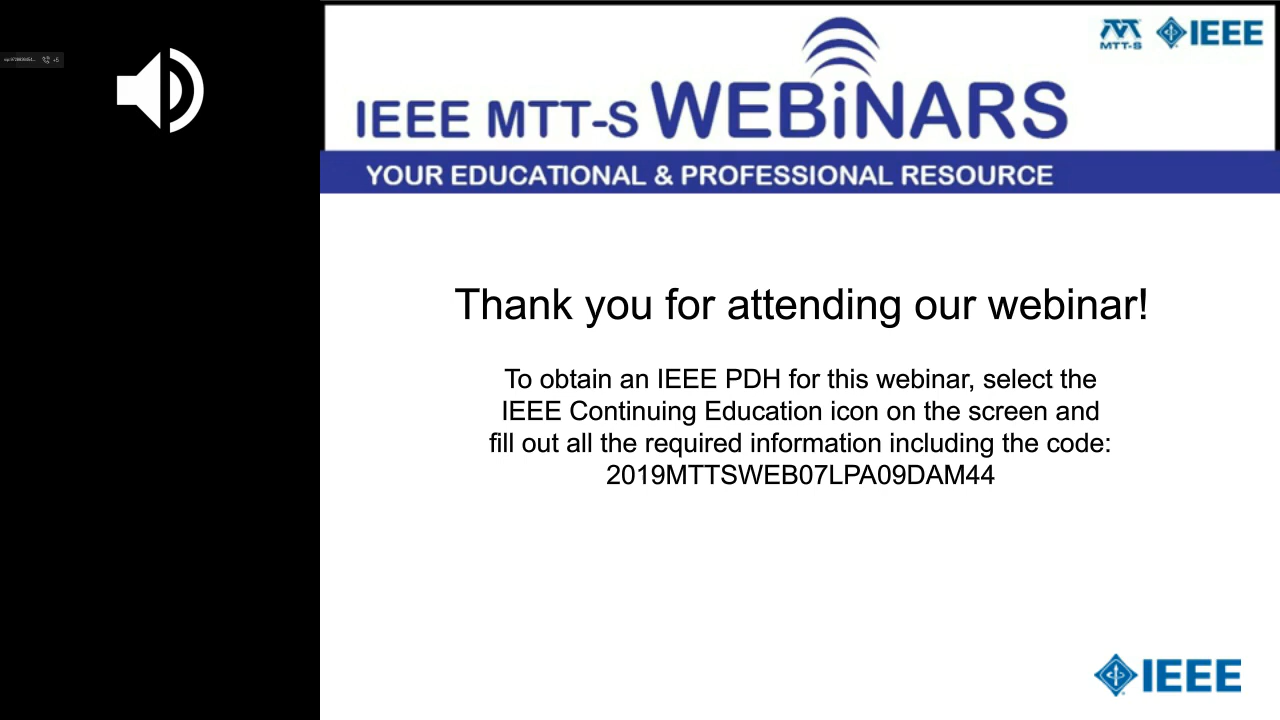 MTT-S
IEEE
IEEE MTT-S WEBiNARS
YOUR EDUCATIONAL & PROFESSIONAL RESOURCE
Thank you for attending our webinar!
To obtain an IEEE PDH for this webinar, select the
IEEE Continuing Education icon on the screen and
fill out all the required information including the code:
2019MTTSWEB07LPA09DAM44
IEEE